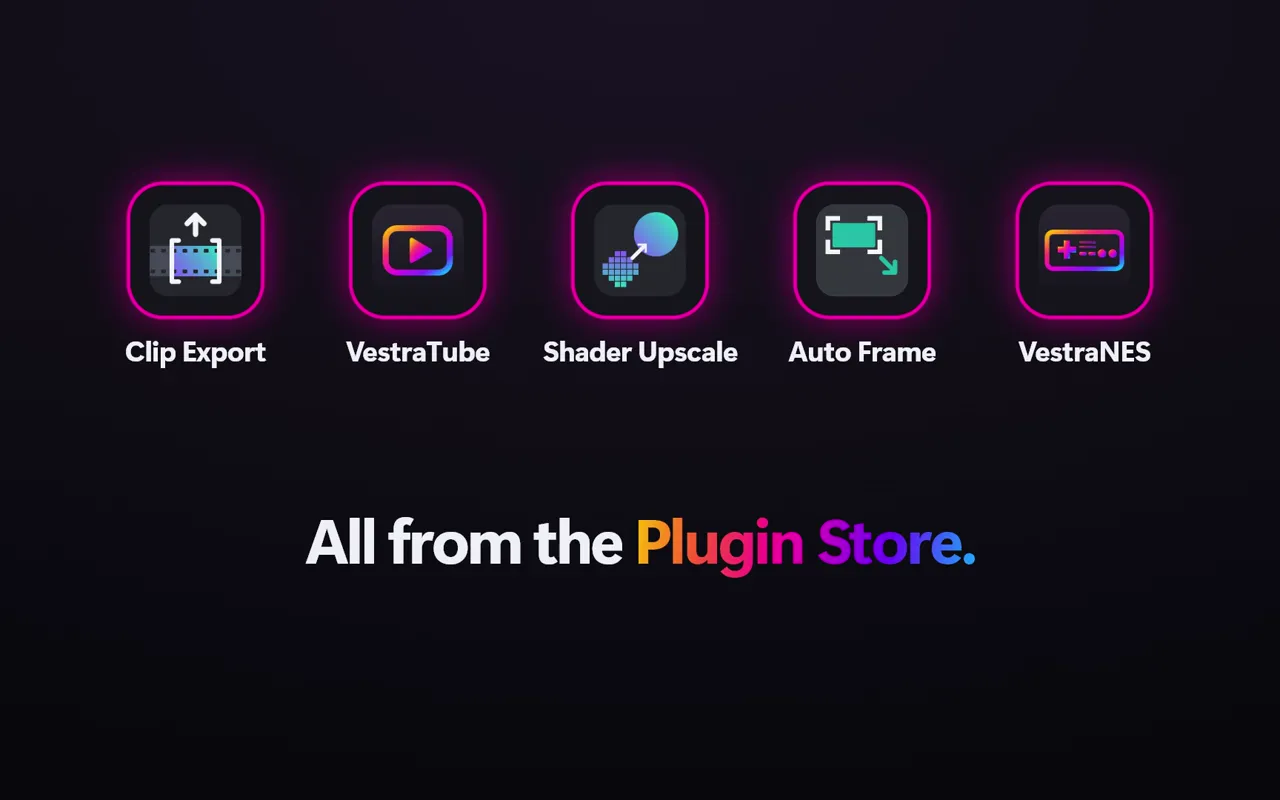 Clip Export
VestraTube
Shader Upscale
Auto Frame
VestraNES
All from the Plugin Store.